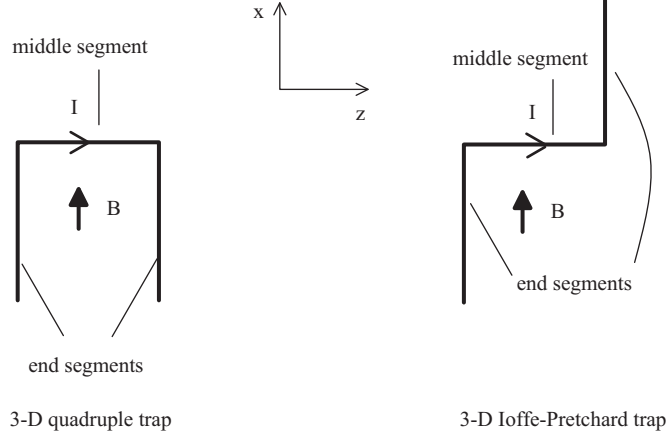 x
z
middle segment
I
B
end segments
3-D quadruple trap
middle segment
I
B
end segments
3-D Ioffe-Pretchard trap